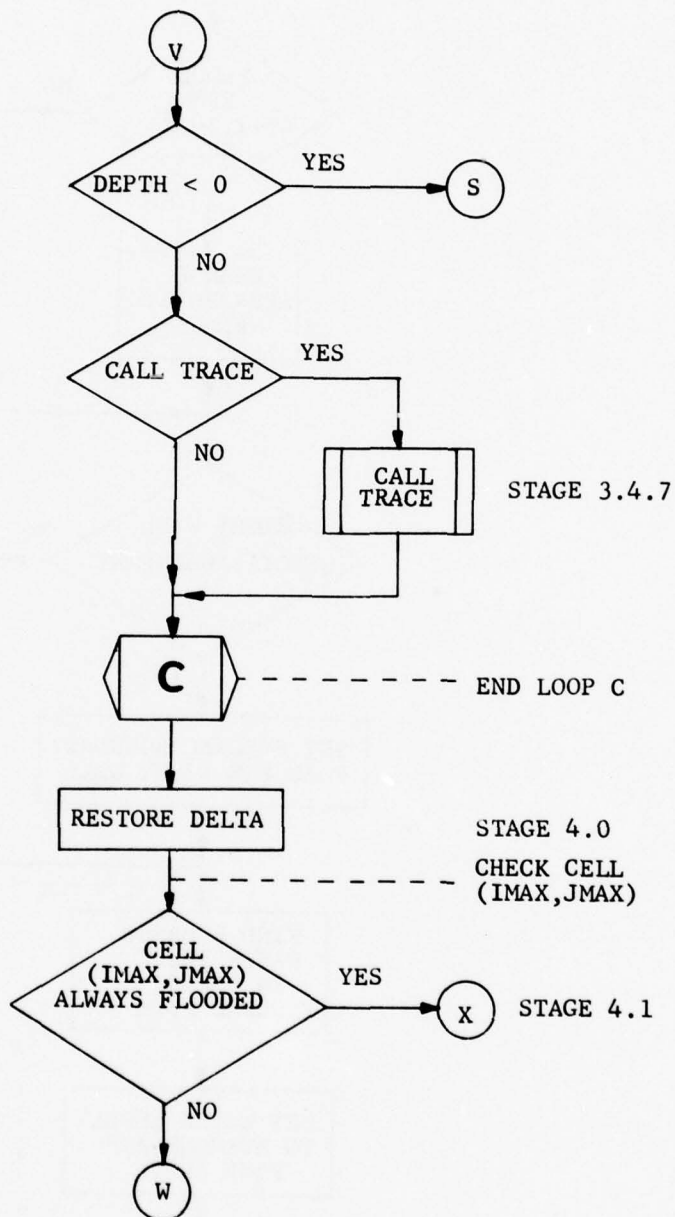 V
DEPTH < 0
YES
S
NO
CALL TRACE
YES
NO
CALL
TRACE
STAGE 3.4.7
C
END LOOP C
RESTORE DELTA
STAGE 4.0
CHECK CELL
(IMAX,JMAX)
CELL
(IMAX,JMAX)
ALWAYS FLOODED
YES
X
STAGE 4.1
NO
W